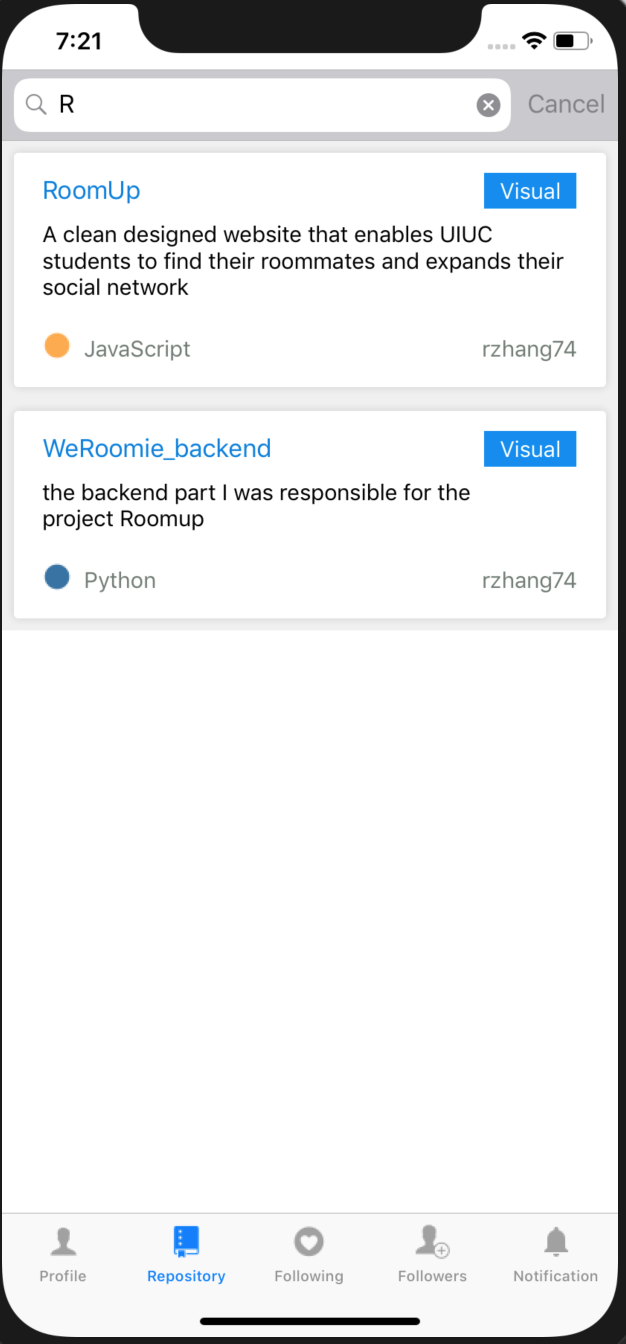 7:21
R
Cancel
RoomUp
Visual
A clean designed website that enables UIUC
students to find their roommates and expands their
social network
JavaScript
rzhang74
WeRoomie_backend
Visual
the backend part I was responsible for the
project Roomup
Python
rzhang74
Profile
Repository
Following
Followers
Notification